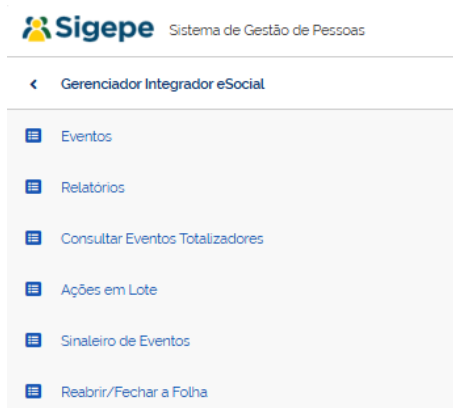 Sigepe Sistema de Gestão de Pessoas
Gerenciador Integrador eSocial
Eventos
Relatórios
Consultar Eventos Totalizadores
Ações em Lote
Sinaleiro de Eventos
Reabrir/Fechar a Folha